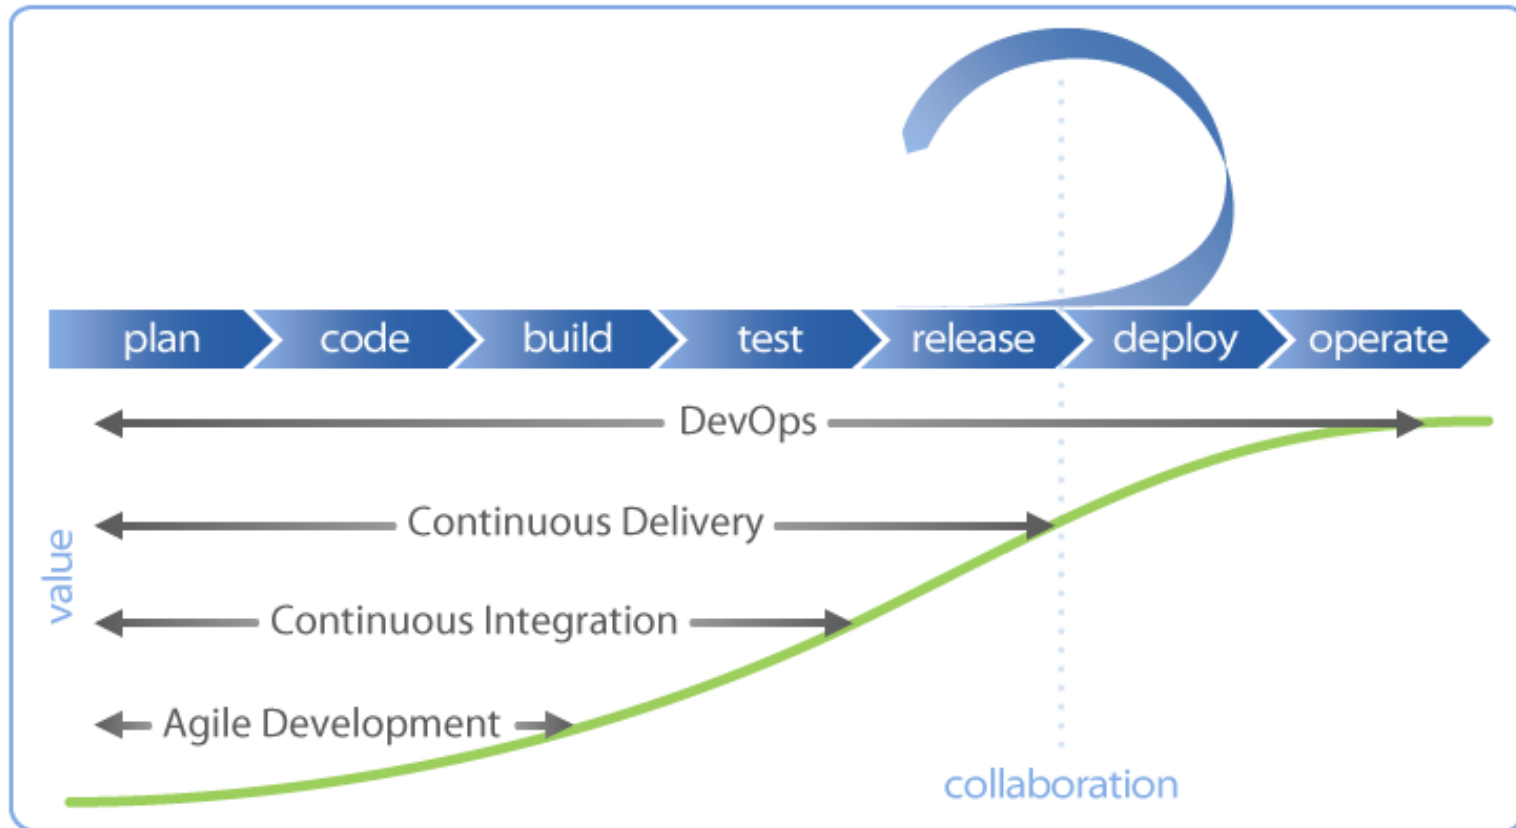 plan code build test release deploy operate
DevOps
Continuous Delivery
value
Continuous Integration
Agile Development
collaboration